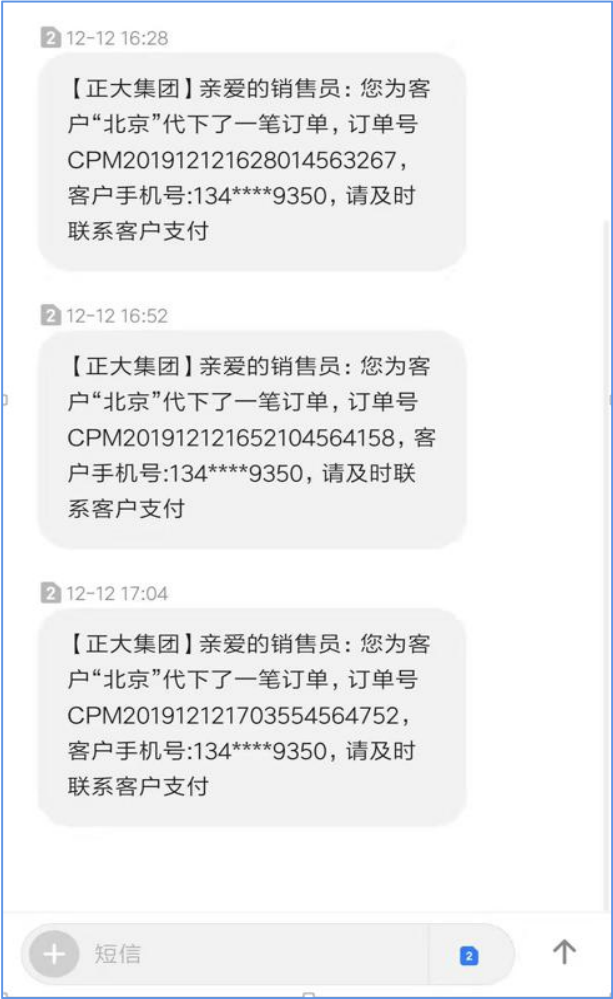 2 12-12 16:28
【正大集团】亲爱的销售员：您为客
户“北京”代下了一笔订单，订单号
CPM201912121628014563267，
客户手机号:134****9350，请及时
联系客户支付
2 12-12 16:52
【正大集团】亲爱的销售员：您为客
户“北京”代下了一笔订单，订单号
CPM201912121652104564158，客
户手机号:134****9350，请及时联
系客户支付
2 12-12 17:04
【正大集团】亲爱的销售员：您为客
户“北京”代下了一笔订单，订单号
CPM201912121703554564752，
客户手机号:134****9350，请及时
联系客户支付
短信 2